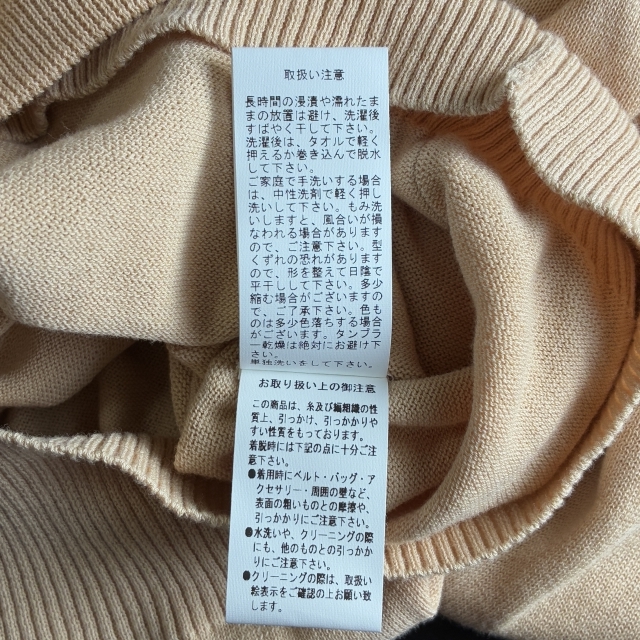 取扱い注意
長時間の浸漬や濡れたま
まの放置は避け、洗濯後
すばやく干して下さい。
洗濯後は、タオルで軽く
押えるか巻き込んで脱水
して下さい。
ご家庭で手洗いする場合
は、中性洗剤で軽く押し
洗いして下さい。もみ洗
いしますと、風合いが損
なわれる場合があります
ので、ご注意下さい。型
くずれの恐れがあります
ので、形を整えて日陰で
平干しして下さい。多少
縮む場合がございますの
で、ご了承下さい。色も
のは多少色落ちする場合
がございます。タンブラ
ー乾燥は絶対にお避け下
さい。
単独洗いをして下さい。
お取り扱い上の御注意
この商品は、糸及び編組織の性
質上、引っかけ、引っかかりや
すい性質をもっております。
着脱時には下記の点に十分ご注
意下さい。
●着用時にベルト・バッグ・ア
クセサリー・周囲の壁など、
表面の粗いものとの摩擦や、
引っかかりにご注意下さい。
●水洗いや、クリーニングの際
にも、他のものとの引っかか
りにご注意下さい。
●クリーニングの際は、取扱い
絵表示をご確認の上お願い致
します。